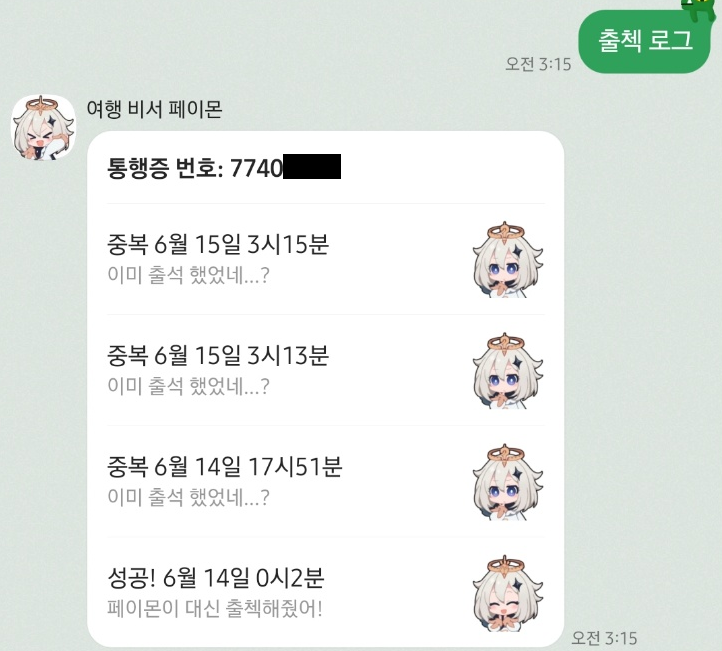 출첵 로그
오전 3:15
여행 비서 페이몬
통행증 번호: 7740
중복 6월 15일 3시15분
이미 출석 했었네...?
중복 6월 15일 3시13분
이미 출석 했었네...?
중복 6월 14일 17시51분
이미 출석 했었네...?
성공! 6월 14일 0시2분
페이몬이 대신 출첵해줬어!
오전 3:15